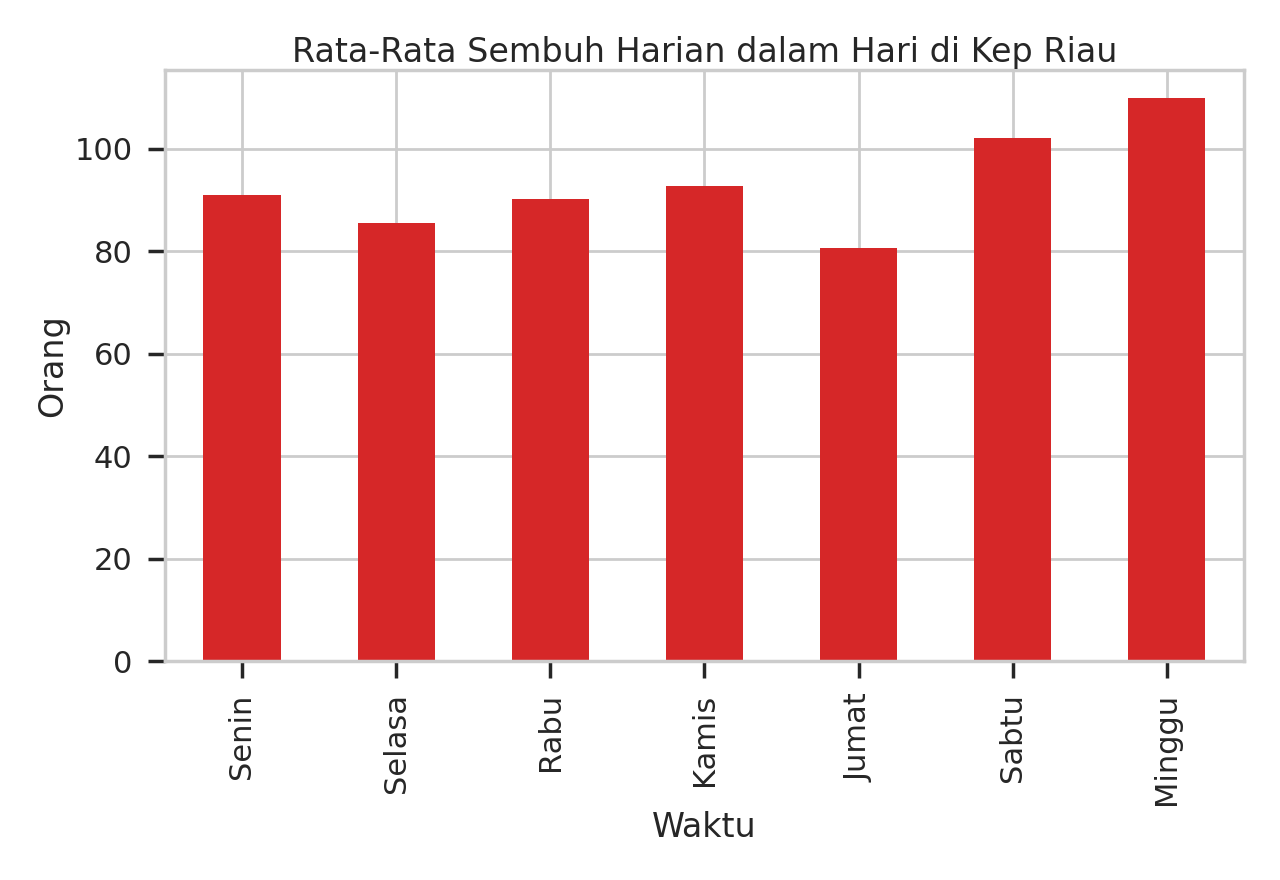 Rata-Rata Sembuh Harian dalam Hari di Kep Riau
Orang
100
80
60
40
20
0
Senin
Selasa
Rabu
Kamis
Jumat
Sabtu
Minggu
Waktu